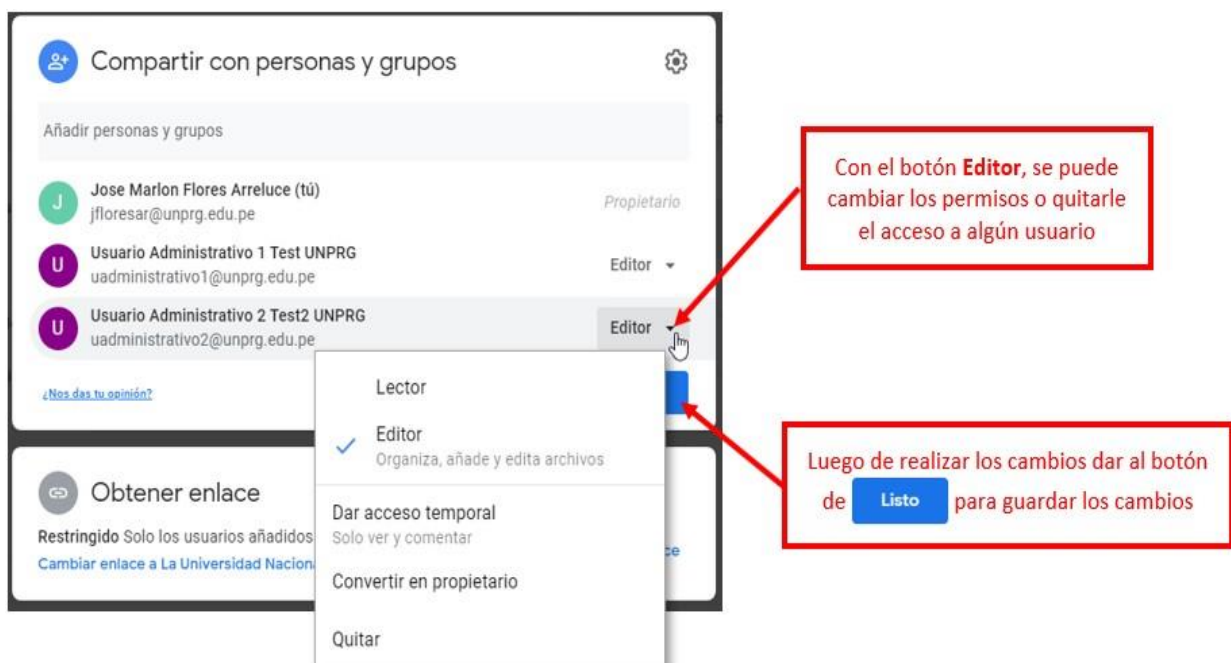 Compartir con personas y grupos
Añadir personas y grupos
J
Jose Marlon Flores Arreluce (tú)
jfloresar@unprg.edu.pe
Propietario
U
Usuario Administrativo 1 Test UNPRG
uadministrativo1@unprg.edu.pe
Editor
U
Usuario Administrativo 2 Test2 UNPRG
uadministrativo2@unprg.edu.pe
Editor
¿Nos das tu opinión?
Lector
Editor
Organiza, añade y edita archivos
Dar acceso temporal
Solo ver y comentar
Convertir en propietario
Quitar
Obtener enlace
Restringido Solo los usuarios añadidos
Cambiar enlace a La Universidad Nacion
ce
Con el botón Editor, se puede
cambiar los permisos o quitarle
el acceso a algún usuario
Luego de realizar los cambios dar al botón
de Listo para guardar los cambios